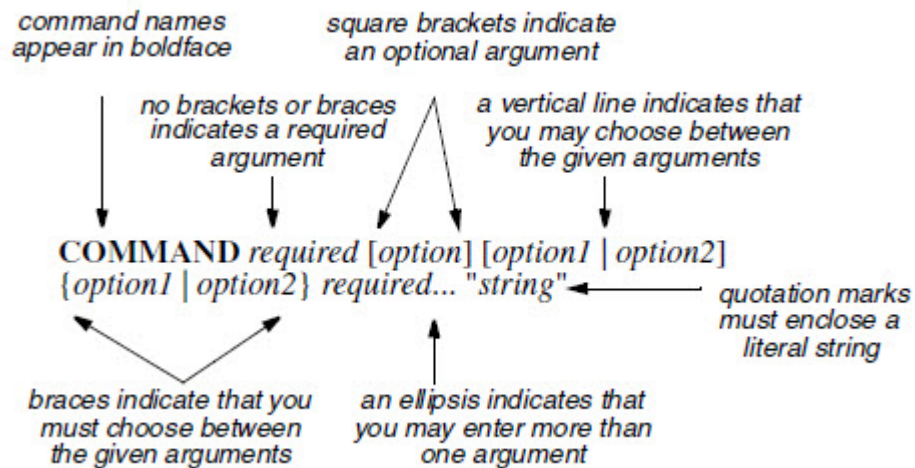 command names
appear in boldface
square brackets indicate
an optional argument
no brackets or braces
indicates a required
argument
a vertical line indicates that
you may choose between
the given arguments
COMMAND required [option] [option1 | option2]
{option1 | option2} required... "string"
quotation marks
must enclose a
literal string
braces indicate that you
must choose between
the given arguments
an ellipsis indicates that
you may enter more than
one argument